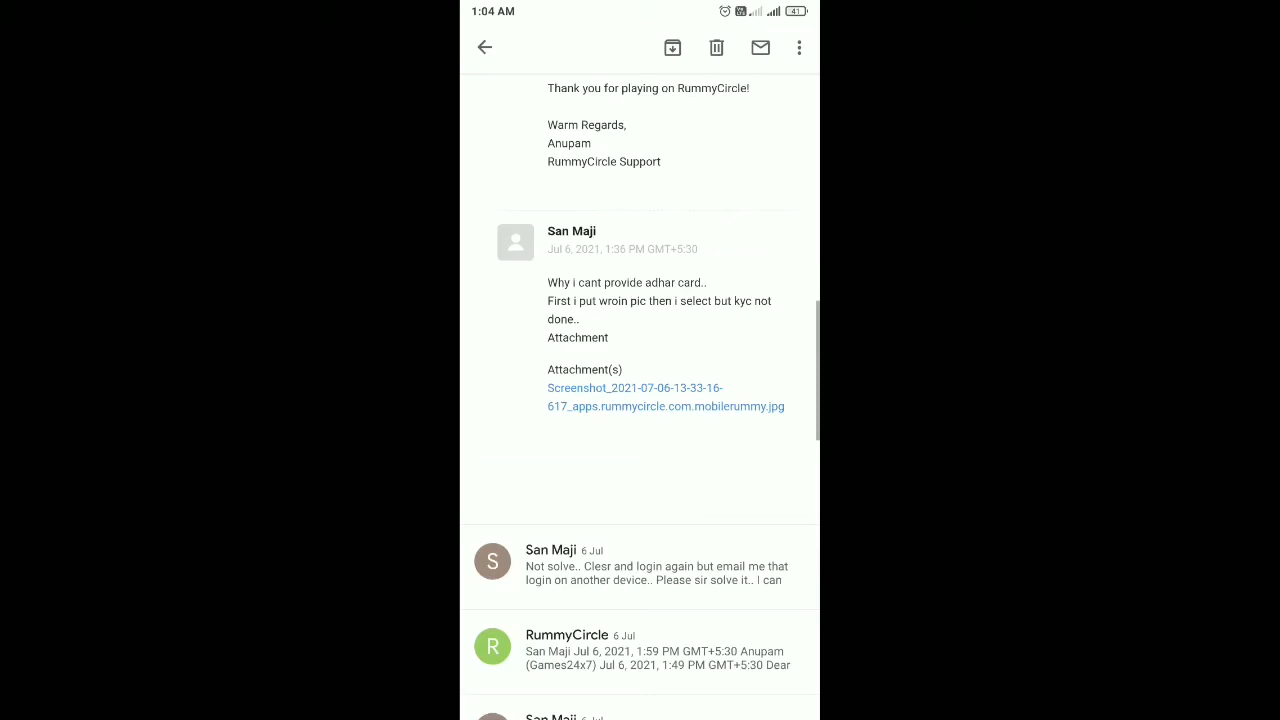 1:04 AM
41
Thank you for playing on RummyCircle!
Warm Regards,
Anupam
RummyCircle Support
San Maji
Jul 6, 2021, 1:36 PM GMT+5:30
Why i cant provide adhar card..
First i put wroin pic then i select but kyc not
done..
Attachment
Attachment(s)
Screenshot_2021-07-06-13-33-16-
617_apps.rummycircle.com.mobilerummy.jpg
S
San Maji 6 Jul
Not solve.. Clesr and login again but email me that
login on another device.. Please sir solve it.. I can
R
RummyCircle 6 Jul
San Maji Jul 6, 2021, 1:59 PM GMT+5:30 Anupam
(Games24x7) Jul 6, 2021, 1:49 PM GMT+5:30 Dear
San Maji 6 Jul